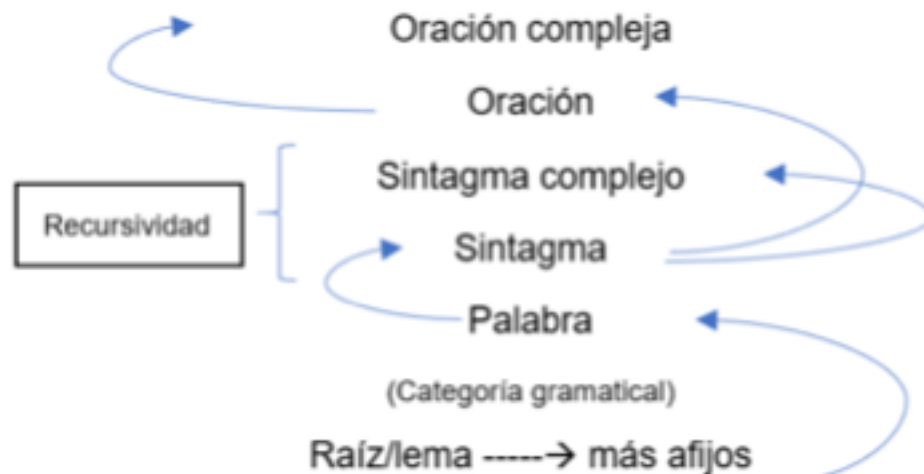 Oración compleja
Oración
Sintagma complejo
Recursividad
Sintagma
Palabra
(Categoría gramatical)
Raíz/lema -----→ más afijos